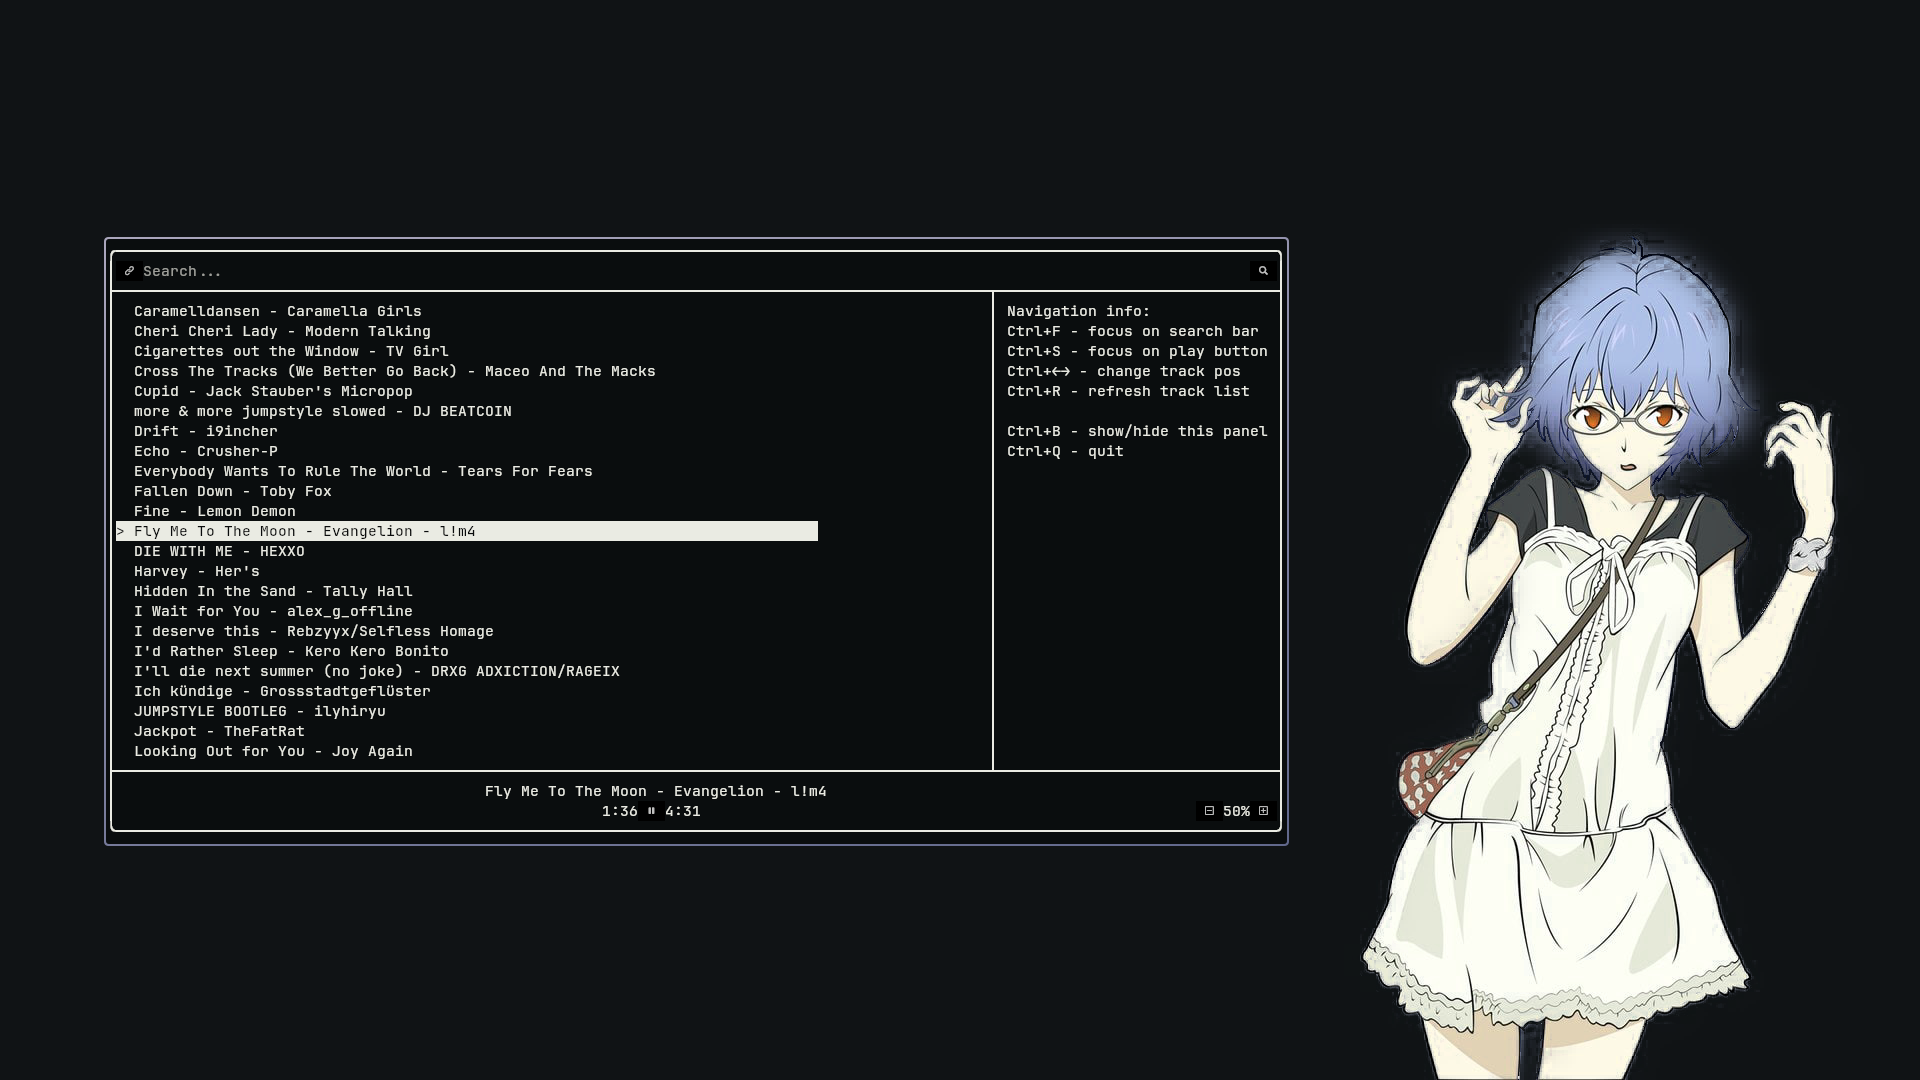 Search...
Caramelldansen - Caramella Girls
Cheri Cheri Lady - Modern Talking
Cigarettes out the Window - TV Girl
Cross The Tracks (We Better Go Back) - Maceo And The Macks
Cupid - Jack Stauber's Micropop
more & more jumpstyle slowed - DJ BEATCOIN
Drift - i9incher
Echo - Crusher-P
Everybody Wants To Rule The World - Tears For Fears
Fallen Down - Toby Fox
Fine - Lemon Demon
> Fly Me To The Moon - Evangelion - l!m4
DIE WITH ME - HEXXO
Harvey - Her's
Hidden In the Sand - Tally Hall
I Wait for You - alex_g_offline
I deserve this - Rebzyyx/Selfless Homage
I'd Rather Sleep - Kero Kero Bonito
I'll die next summer (no joke) - DRXG ADXICTION/RAGEIX
Ich kündige - Grossstadtgeflüster
JUMPSTYLE BOOTLEG - ilyhiryu
Jackpot - TheFatRat
Looking Out for You - Joy Again
Navigation info:
Ctrl+F - focus on search bar
Ctrl+S - focus on play button
Ctrl+<-> - change track pos
Ctrl+R - refresh track list
Ctrl+B - show/hide this panel
Ctrl+Q - quit
Fly Me To The Moon - Evangelion - l!m4
1:36 4:31
50%